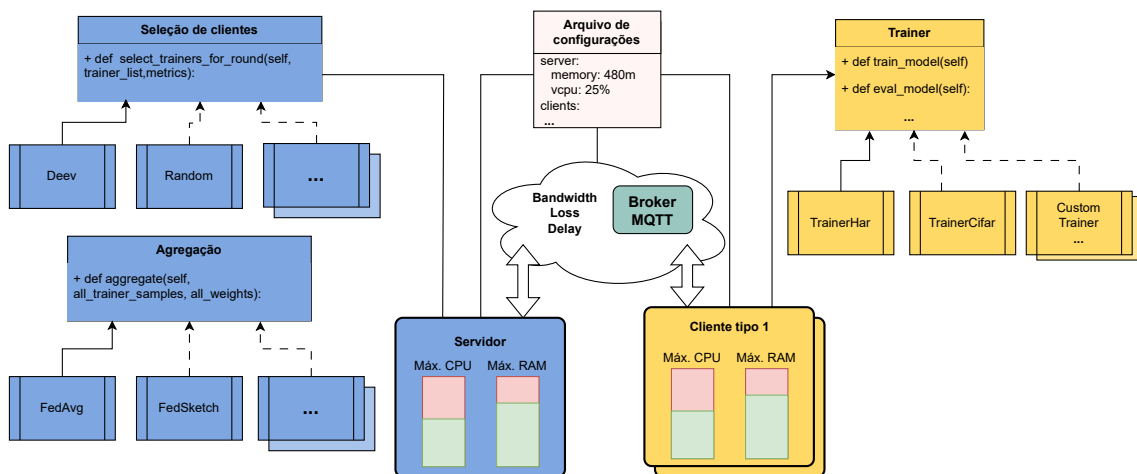 Seleção de clientes
+ def  select_trainers_for_round(self,
trainer_list,metrics):
Deev
Random
...
Agregação
+ def aggregate(self,
all_trainer_samples, all_weights):
FedAvg
FedSketch
...
Arquivo de
configurações
server:
memory: 480m
vcpu: 25%
clients:
...
Bandwidth
Loss
Delay
Broker
MQTT
Servidor
Máx. CPU
Máx. RAM
Cliente tipo 1
Máx. CPU
Máx. RAM
Trainer
+ def train_model(self)
+ def eval_model(self):
...
TrainerHar
TrainerCifar
Custom
Trainer
...